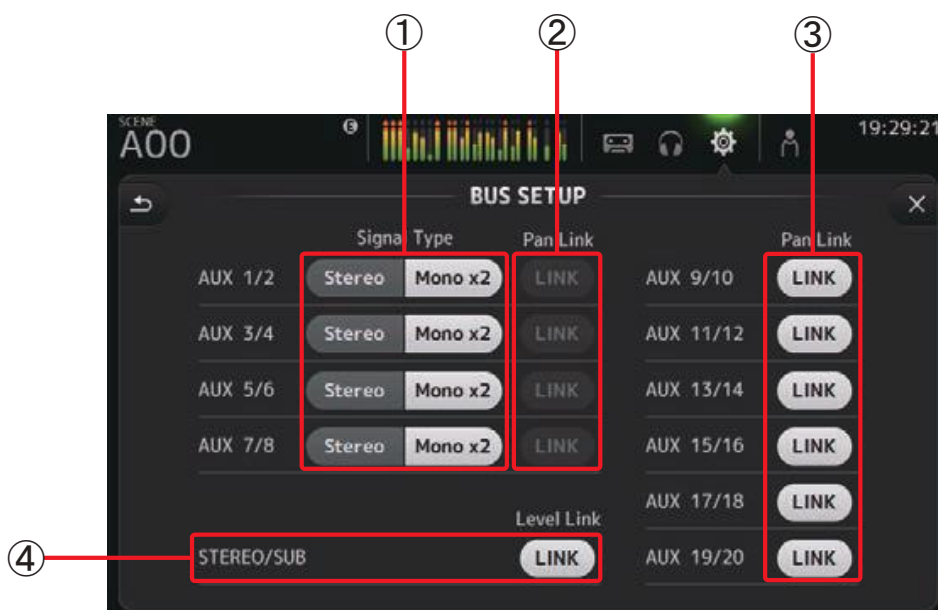 ① ② ③
SCENE
A00 19:29:21
BUS SETUP
Signal Type Pan Link Pan Link
AUX 1/2 Stereo Mono x2 LINK AUX 9/10 LINK
AUX 3/4 Stereo Mono x2 LINK AUX 11/12 LINK
AUX 5/6 Stereo Mono x2 LINK AUX 13/14 LINK
AUX 7/8 Stereo Mono x2 LINK AUX 15/16 LINK
AUX 17/18 LINK
Level Link
④ STEREO/SUB LINK AUX 19/20 LINK